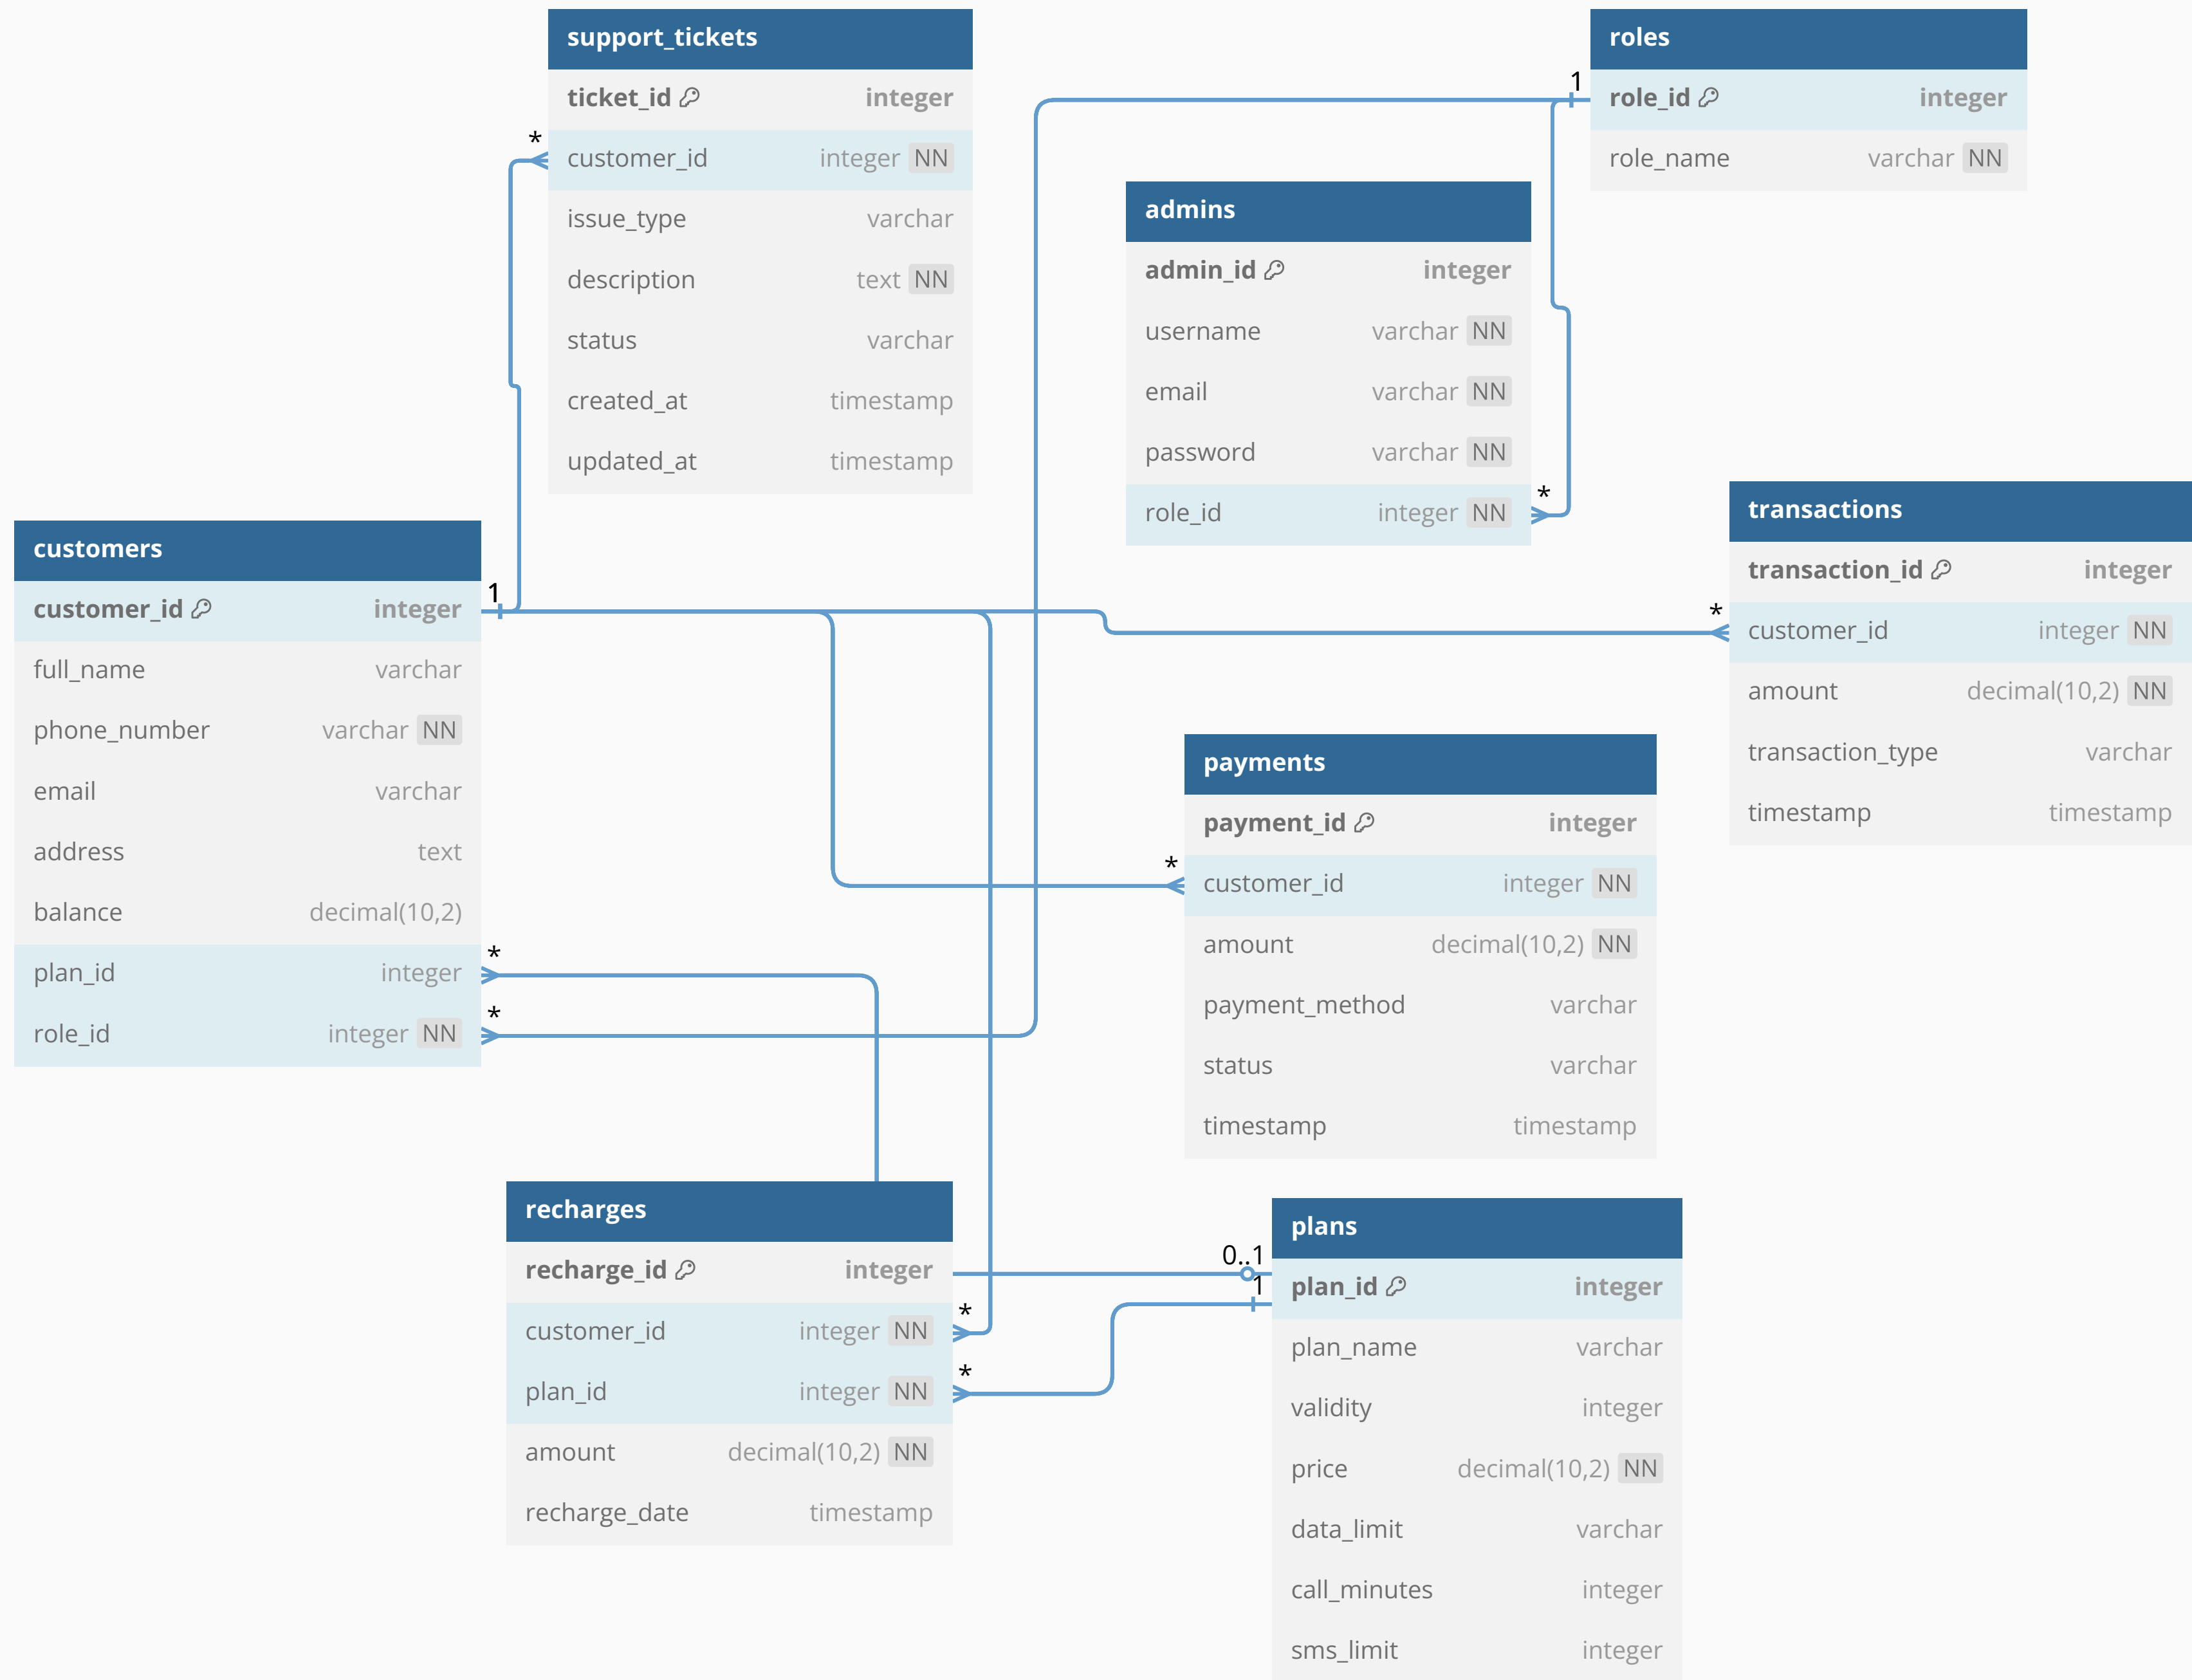 support_tickets
ticket_id integer
* customer_id integer NN
issue_type varchar
description text NN
status varchar
created_at timestamp
updated_at timestamp
roles
1 role_id integer
role_name varchar NN
admins
admin_id integer
username varchar NN
email varchar NN
password varchar NN
role_id integer NN *
customers
customer_id integer 1
full_name varchar
phone_number varchar NN
email varchar
address text
balance decimal(10,2)
plan_id integer *
role_id integer NN *
transactions
transaction_id integer
* customer_id integer NN
amount decimal(10,2) NN
transaction_type varchar
timestamp timestamp
payments
payment_id integer
* customer_id integer NN
amount decimal(10,2) NN
payment_method varchar
status varchar
timestamp timestamp
recharges
recharge_id integer
customer_id integer NN *
plan_id integer NN *
amount decimal(10,2) NN
recharge_date timestamp
plans
0..1
1
plan_id integer
plan_name varchar
validity integer
price decimal(10,2) NN
data_limit varchar
call_minutes integer
sms_limit integer